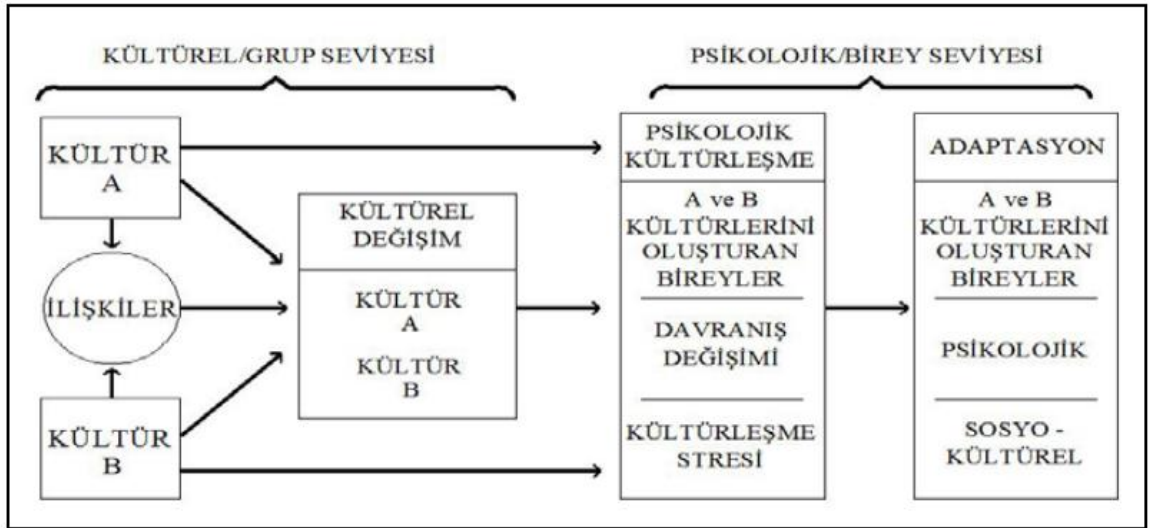 KÜLTÜREL/GRUP SEVİYESİ
PSİKOLOJİK/BİREY SEVİYESİ
KÜLTÜR
A
İLİŞKİLER
KÜLTÜR
B
KÜLTÜREL
DEĞİŞİM
KÜLTÜR
A
KÜLTÜR
B
PSİKOLOJİK
KÜLTÜRLEŞME
A ve B
KÜLTÜRLERİNİ
OLUŞTURAN
BİREYLER
DAVRANIŞ
DEĞİŞİMİ
KÜLTÜRLEŞME
STRESİ
ADAPTASYON
A ve B
KÜLTÜRLERİNİ
OLUŞTURAN
BİREYLER
PSİKOLOJİK
SOSYO -
KÜLTÜREL